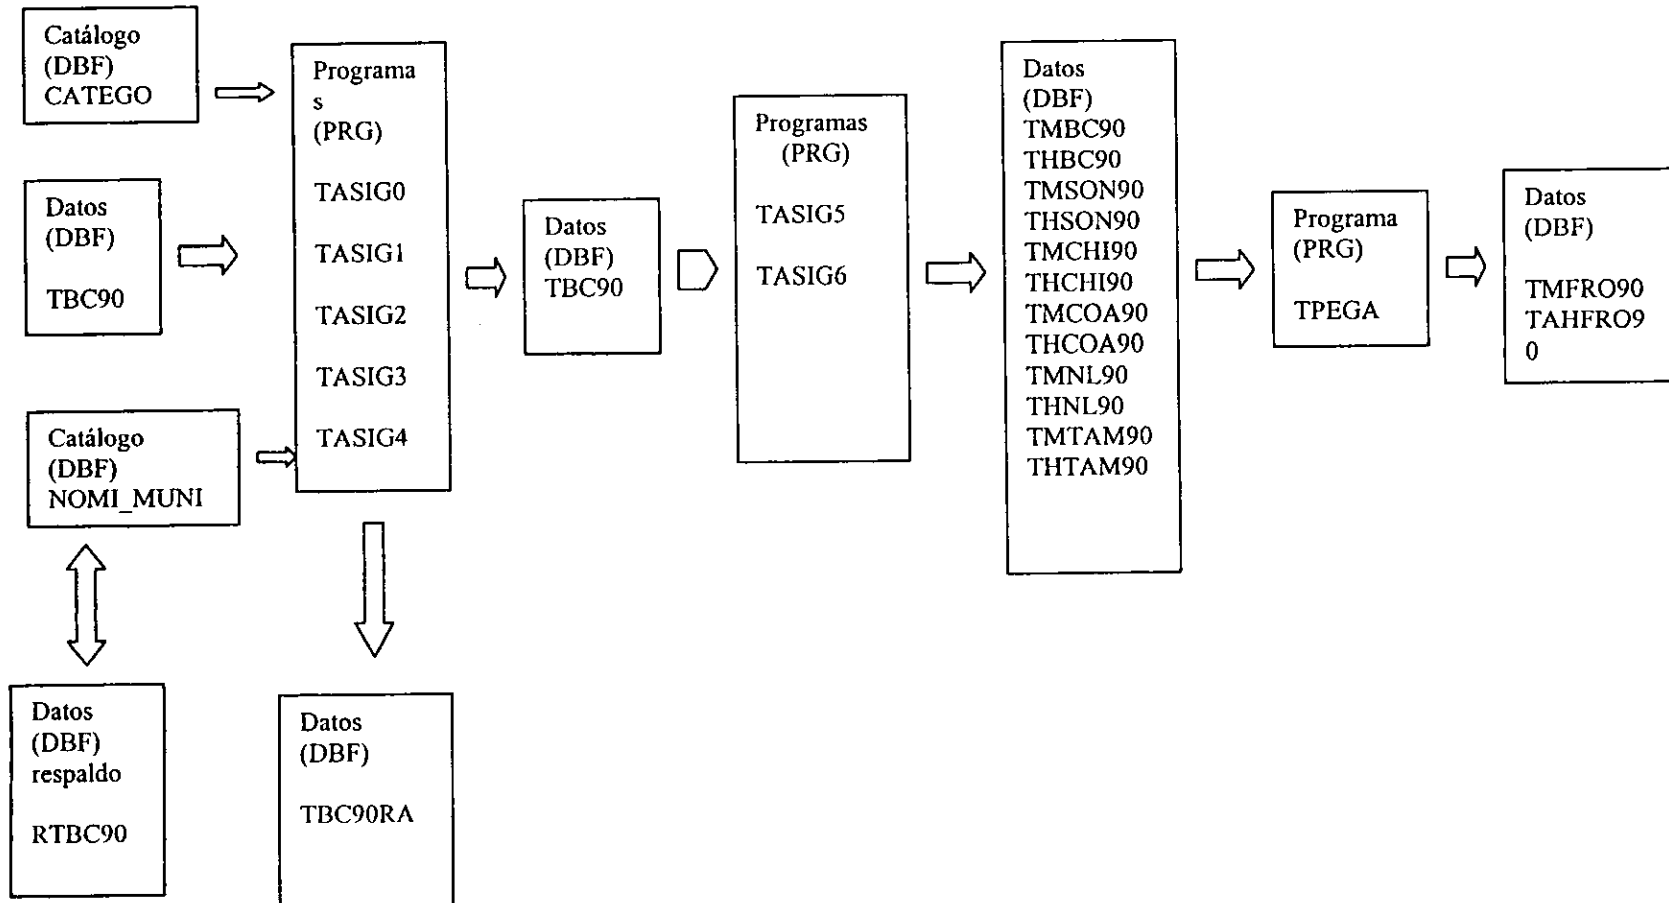 Catálogo
(DBF)
CATEGO
Datos
(DBF)
TBC90
Catálogo
(DBF)
NOMI_MUNI
Datos
(DBF)
respaldo
RTBC90
Programa
s
(PRG)
TASIG0
TASIG1
TASIG2
TASIG3
TASIG4
Datos
(DBF)
TBC90RA
Datos
(DBF)
TBC90
Programas
(PRG)
TASIG5
TASIG6
Datos
(DBF)
TMBC90
THBC90
TMSON90
THSON90
TMCHI90
THCHI90
TMCOA90
THCOA90
TMNL90
THNL90
TMTAM90
THTAM90
Programa
(PRG)
TPEGA
Datos
(DBF)
TMFRO90
TAHFRO9
0